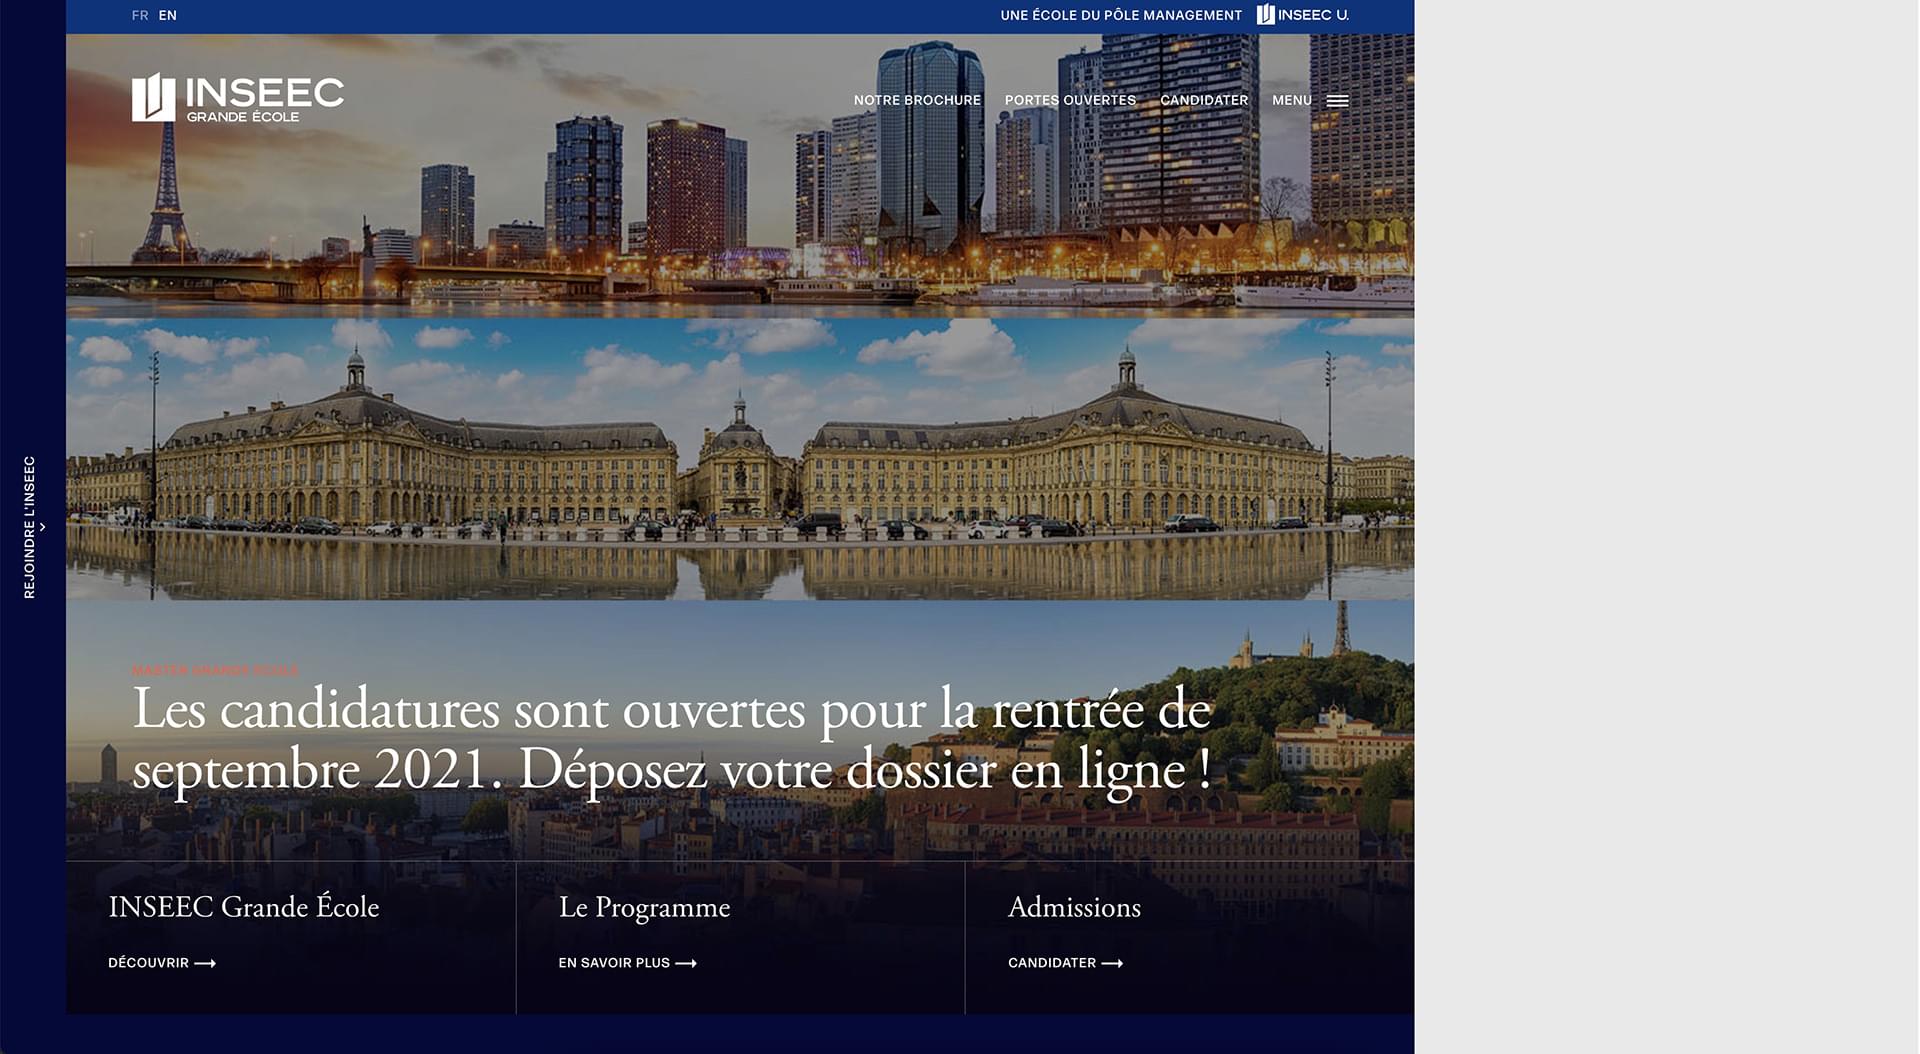 FR EN
UNE ÉCOLE DU PÔLE MANAGEMENT INSEEC U.
INSEEC
GRANDE ÉCOLE
NOTRE BROCHURE PORTES OUVERTES CANDIDATER MENU
REJOINDRE L'INSEEC
MASTER GRANDE ÉCOLE
Les candidatures sont ouvertes pour la rentrée de
septembre 2021. Déposez votre dossier en ligne !
INSEEC Grande École
DÉCOUVRIR
Le Programme
EN SAVOIR PLUS
Admissions
CANDIDATER